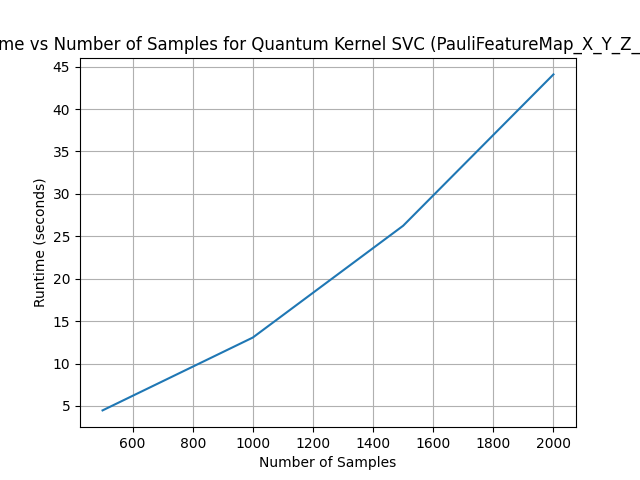 me vs Number of Samples for Quantum Kernel SVC (PauliFeatureMap_X_Y_Z_
45
40
35
30
25
20
15
10
5
Runtime (seconds)
600 800 1000 1200 1400 1600 1800 2000
Number of Samples